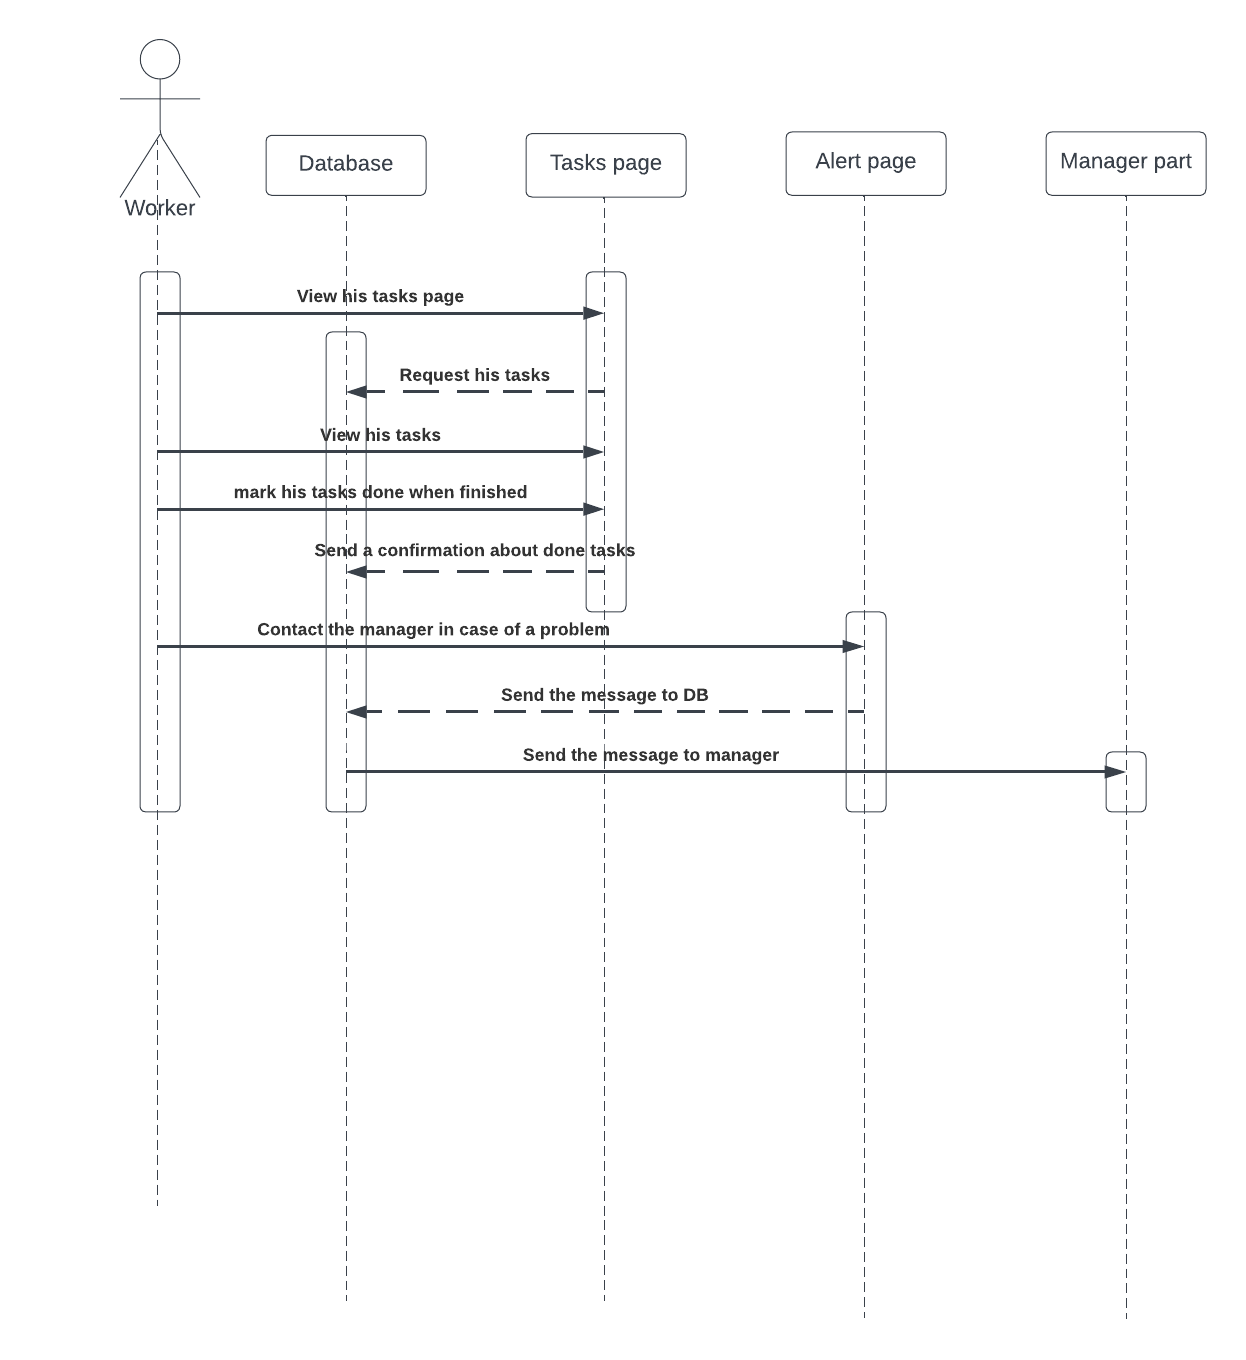 Worker
Database
Tasks page
Alert page
Manager part
View his tasks page
Request his tasks
View his tasks
mark his tasks done when finished
Send a confirmation about done tasks
Contact the manager in case of a problem
Send the message to DB
Send the message to manager